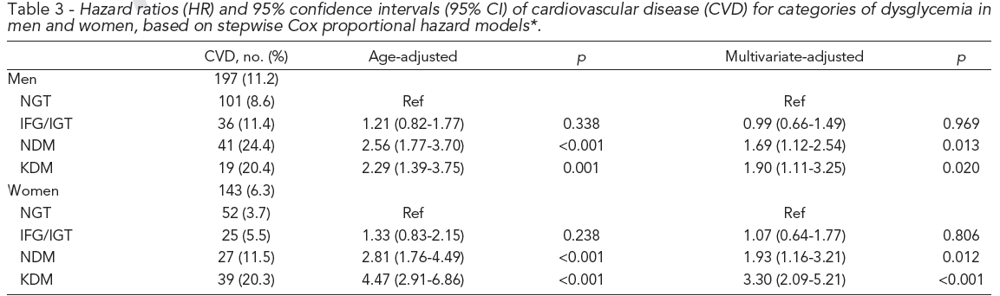 Table 3 - Hazard ratios (HR) and 95% confidence intervals (95% CI) of cardiovascular disease (CVD) for categories of dysglycemia in
men and women, based on stepwise Cox proportional hazard models*.
CVD, no. (%) Age-adjusted p Multivariate-adjusted p
Men 197 (11.2)
NGT 101 (8.6) Ref Ref
IFG/IGT 36 (11.4) 1.21 (0.82-1.77) 0.338 0.99 (0.66-1.49) 0.969
NDM 41 (24.4) 2.56 (1.77-3.70) <0.001 1.69 (1.12-2.54) 0.013
KDM 19 (20.4) 2.29 (1.39-3.75) 0.001 1.90 (1.11-3.25) 0.020
Women 143 (6.3)
NGT 52 (3.7) Ref Ref
IFG/IGT 25 (5.5) 1.33 (0.83-2.15) 0.238 1.07 (0.64-1.77) 0.806
NDM 27 (11.5) 2.81 (1.76-4.49) <0.001 1.93 (1.16-3.21) 0.012
KDM 39 (20.3) 4.47 (2.91-6.86) <0.001 3.30 (2.09-5.21) <0.001